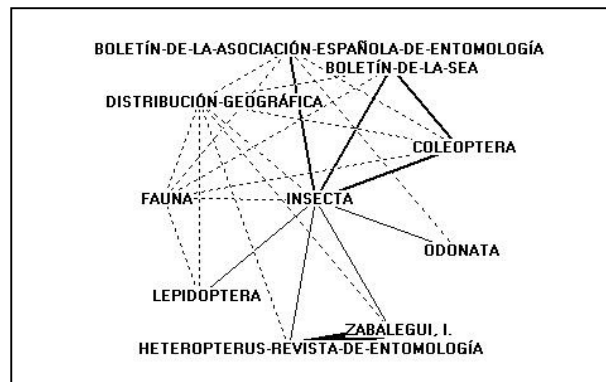 BOLETÍN-DE-LA-ASOCIACIÓN-ESPAÑOLA-DE-ENTOMOLOGÍA
BOLETÍN-DE-LA-SEA
DISTRIBUCIÓN-GEOGRÁFICA
COLEOPTERA
FAUNA
INSECTA
ODONATA
LEPIDOPTERA
ZABALEGUI, I.
HETEROPTERUS-REVISTA-DE-ENTOMOLOGÍA